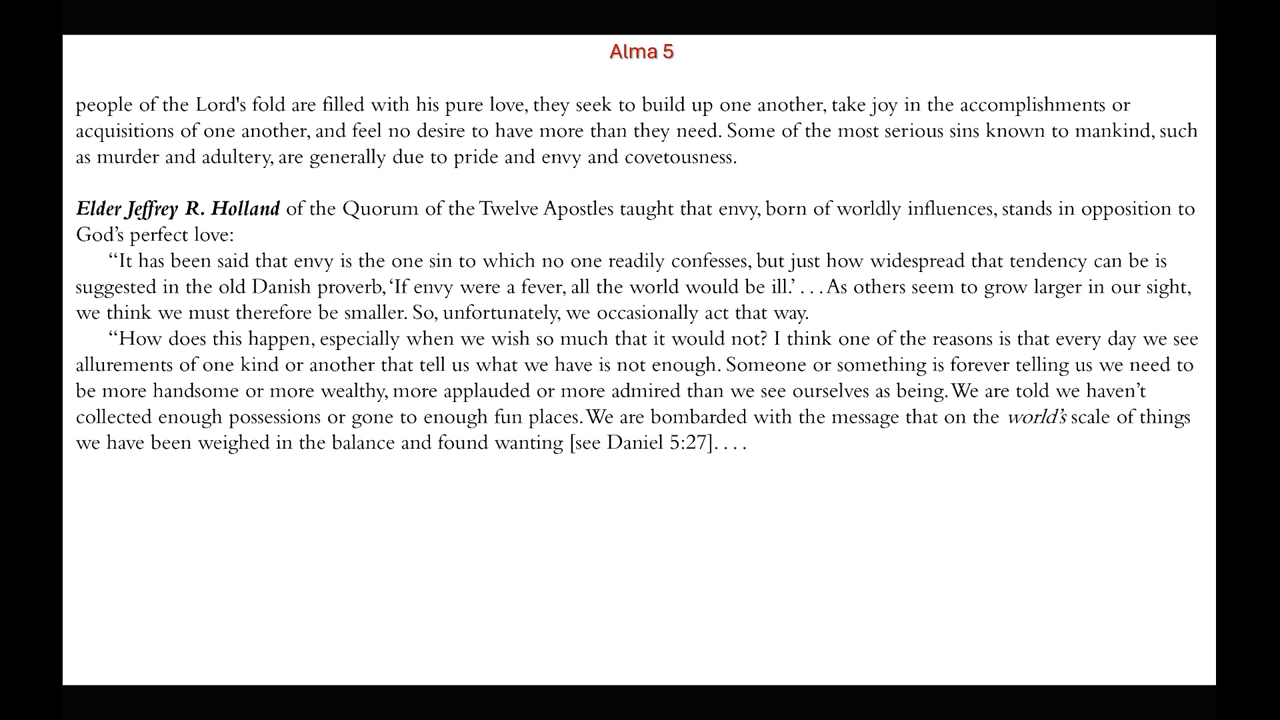 Alma 5
people of the Lord's fold are filled with his pure love, they seek to build up one another, take joy in the accomplishments or
acquisitions of one another, and feel no desire to have more than they need. Some of the most serious sins known to mankind, such
as murder and adultery, are generally due to pride and envy and covetousness.
Elder Jeffrey R. Holland of the Quorum of the Twelve Apostles taught that envy, born of worldly influences, stands in opposition to
God’s perfect love:
“It has been said that envy is the one sin to which no one readily confesses, but just how widespread that tendency can be is
suggested in the old Danish proverb, ‘If envy were a fever, all the world would be ill.’ . . . As others seem to grow larger in our sight,
we think we must therefore be smaller. So, unfortunately, we occasionally act that way.
“How does this happen, especially when we wish so much that it would not? I think one of the reasons is that every day we see
allurements of one kind or another that tell us what we have is not enough. Someone or something is forever telling us we need to
be more handsome or more wealthy, more applauded or more admired than we see ourselves as being. We are told we haven’t
collected enough possessions or gone to enough fun places. We are bombarded with the message that on the world’s scale of things
we have been weighed in the balance and found wanting [see Daniel 5:27]. . . .